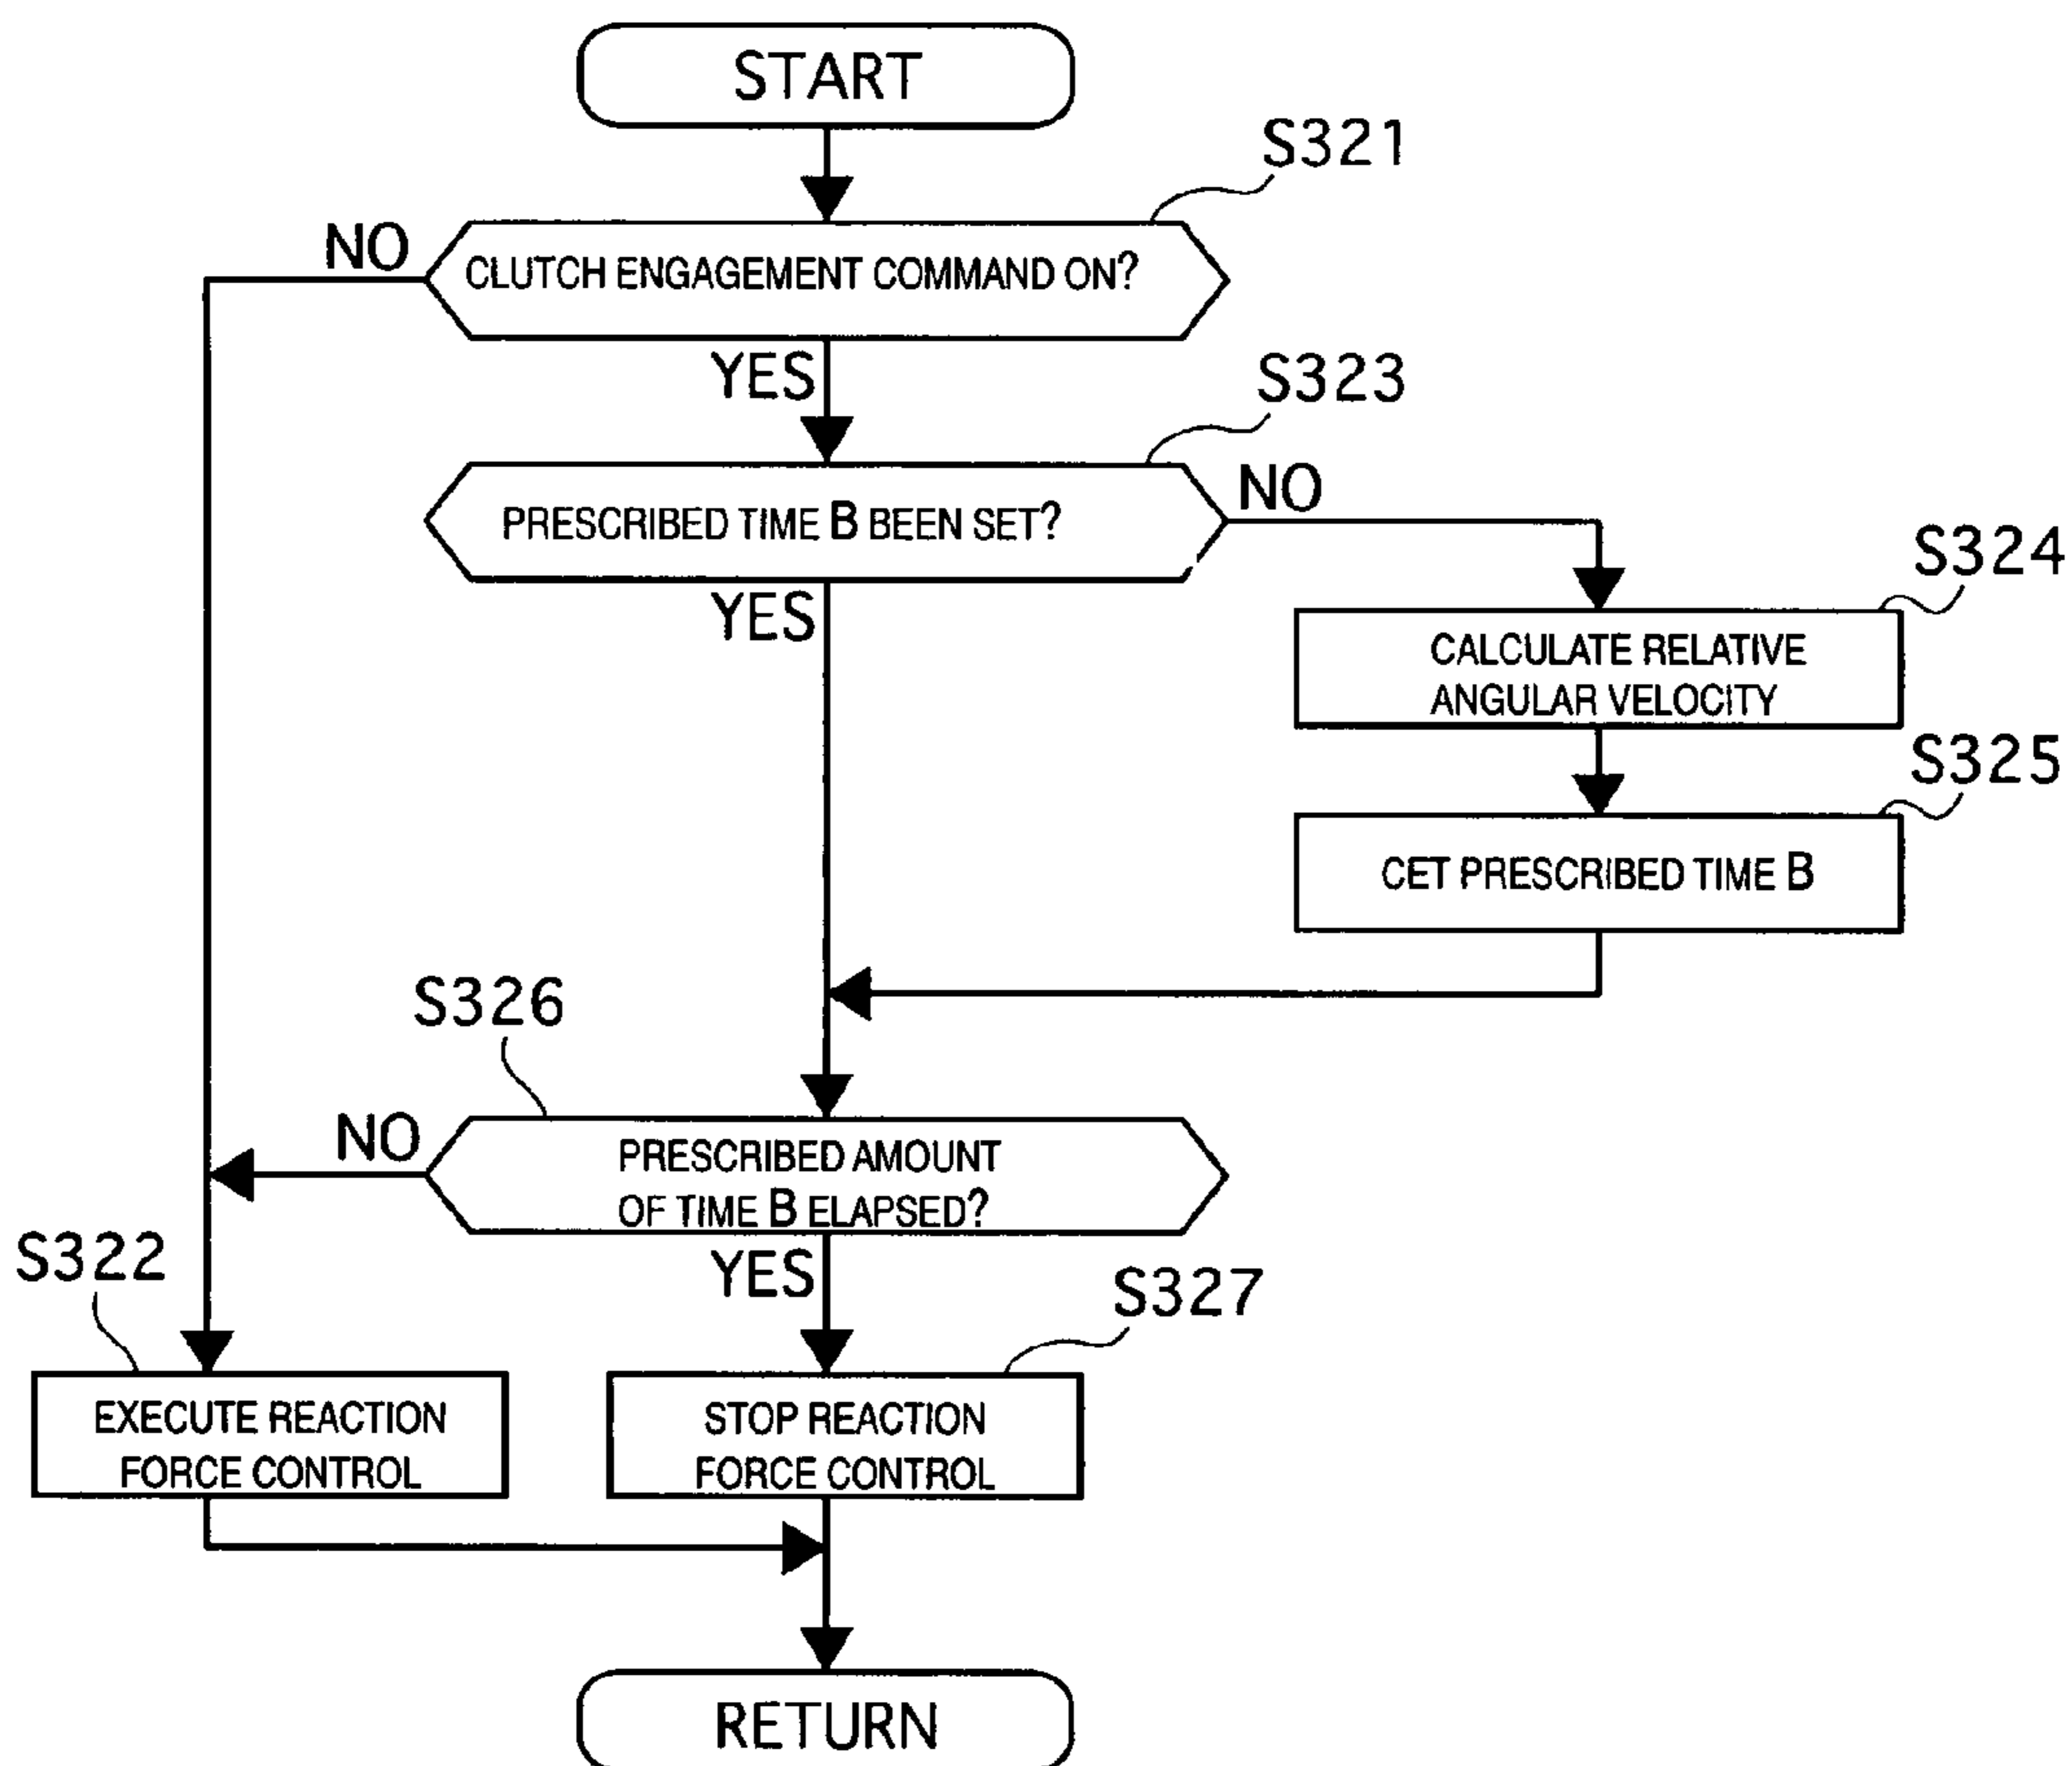 START
S321
NO
CLUTCH ENGAGEMENT COMMAND ON?
YES
S323
NO
PRESCRIBED TIME B BEEN SET?
YES
S324
CALCULATE RELATIVE
ANGULAR VELOCITY
S325
CET PRESCRIBED TIME B
S326
NO
PRESCRIBED AMOUNT
OF TIME B ELAPSED?
YES
S322
S327
EXECUTE REACTION
FORCE CONTROL
STOP REACTION
FORCE CONTROL
RETURN